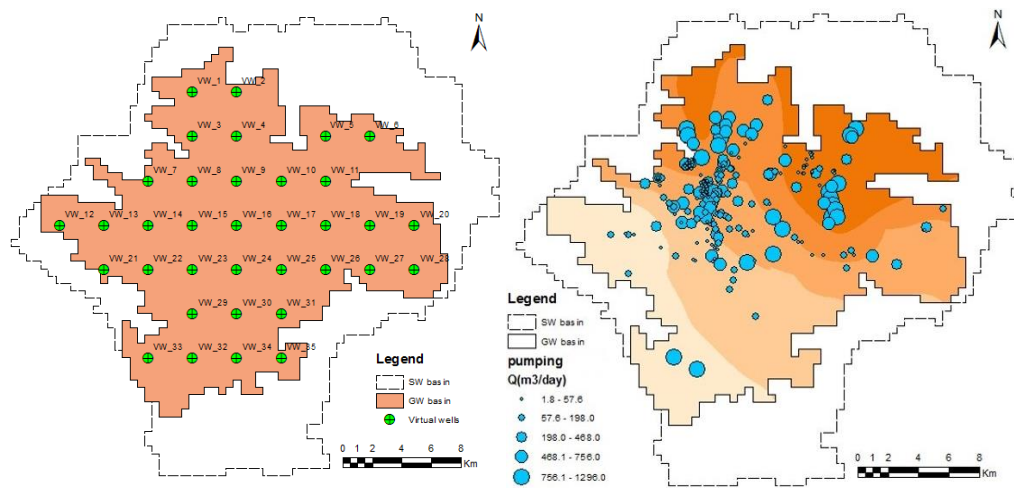 N
VW_1 VW_2
VW_3 VW_4 VW_5 VW_6
VW_7 VW_8 VW_9 VW_10 VW_11
VW_12 VW_13 VW_14 VW_15 VW_16 VW_17 VW_18 VW_19 VW_20
VW_21 VW_22 VW_23 VW_24 VW_25 VW_26 VW_27 VW_28
VW_29 VW_30 VW_31
VW_33 VW_32 VW_34 VW_35
Legend
SW basin
GW basin
Virtual wells
0 1 2 4 6 8
Km
N
Legend
SW basin
GW basin
pumping
Q(m3/day)
1.8 - 57.6
57.6 - 198.0
198.0 - 468.0
468.1 - 756.0
756.1 - 1296.0
0 1 2 4 6 8
Km